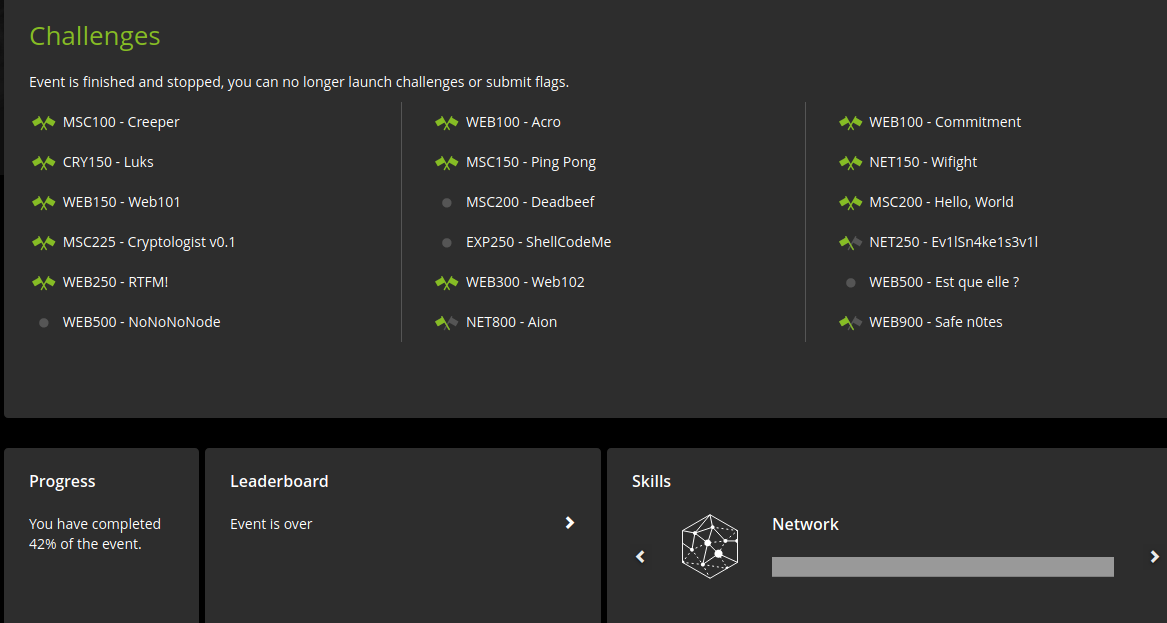 Challenges
Event is finished and stopped, you can no longer launch challenges or submit flags.
MSC100 - Creeper
CRY150 - Luks
WEB150 - Web101
MSC225 - Cryptologist v0.1
WEB250 - RTFM!
WEB500 - NoNoNoNode
WEB100 - Acro
MSC150 - Ping Pong
MSC200 - Deadbeef
EXP250 - ShellCodeMe
WEB300 - Web102
NET800 - Aion
WEB100 - Commitment
NET150 - Wifight
MSC200 - Hello, World
NET250 - Ev1lSn4ke1s3v1l
WEB500 - Est que elle ?
WEB900 - Safe n0tes
Progress
You have completed
42% of the event.
Leaderboard
Event is over
Skills
Network